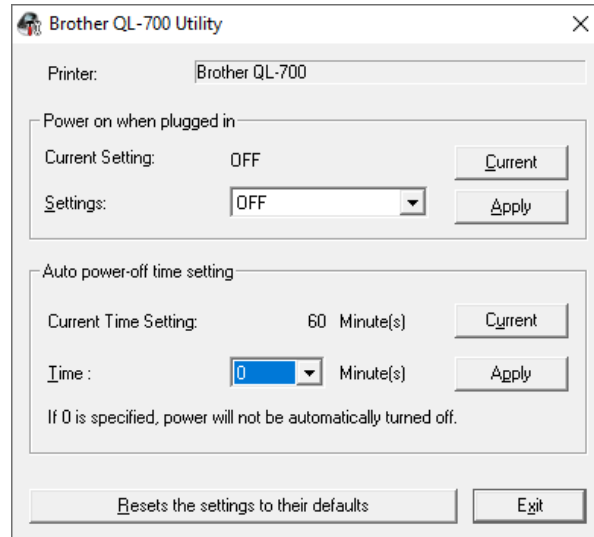 Brother QL-700 Utility
Printer: Brother QL-700
Power on when plugged in
Current Setting: OFF Current
Settings: OFF Apply
Auto power-off time setting
Current Time Setting: 60 Minute(s) Current
Time : 0 Minute(s) Apply
If 0 is specified, power will not be automatically turned off.
Resets the settings to their defaults Exit